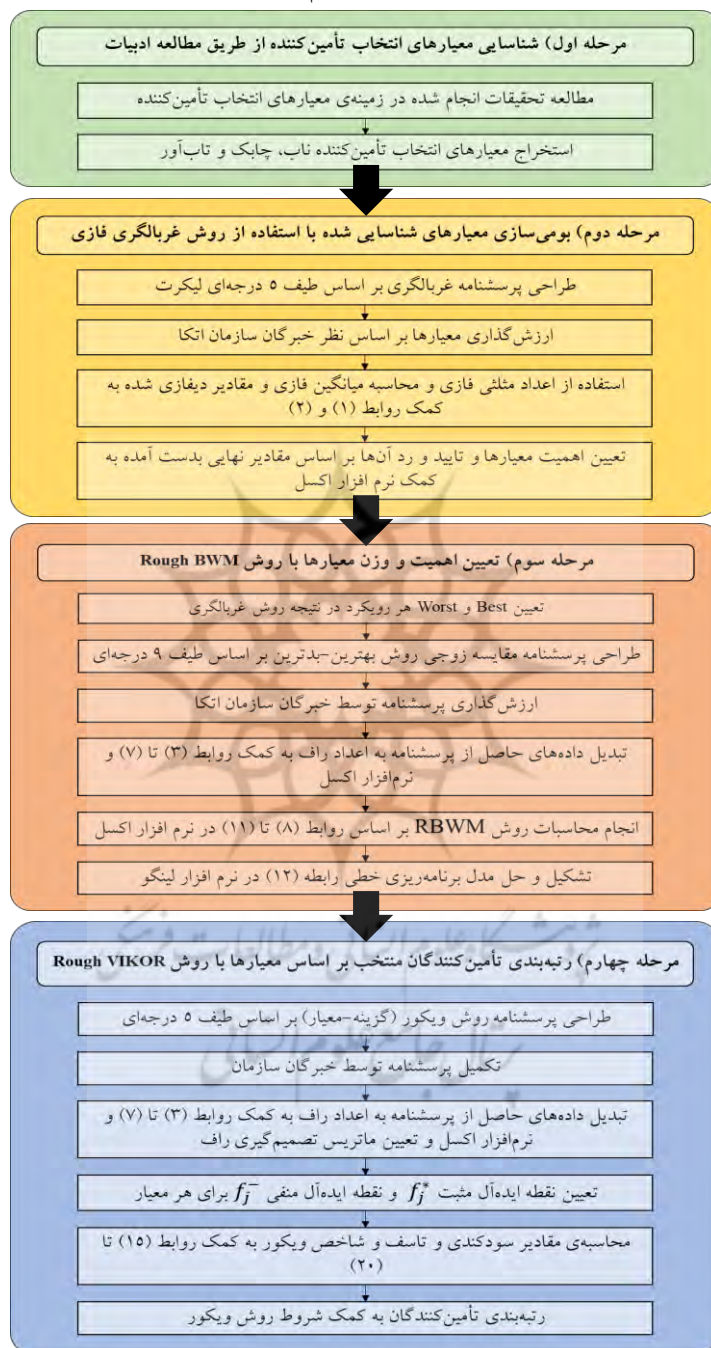 مرحله اول) شناسایی معیارهای انتخاب تأمین‌کننده از طریق مطالعه ادبیات
مطالعه تحقیقات انجام شده در زمینه‌ی معیارهای انتخاب تأمین‌کننده
استخراج معیارهای انتخاب تأمین‌کننده ناب، چابک و تاب‌آور
مرحله دوم) بومی‌سازی معیارهای شناسایی شده با استفاده از روش غربالگری فازی
طراحی پرسشنامه غربالگری بر اساس طیف ۵ درجه‌ای لیکرت
ارزش‌گذاری معیارها بر اساس نظر خبرگان سازمان اتکا
استفاده از اعداد مثلثی فازی و محاسبه میانگین فازی و مقادیر دیفازی شده به
کمک روابط (۱) و (۲)
تعیین اهمیت معیارها و تایید و رد آن‌ها بر اساس مقادیر نهایی بدست آمده به
کمک نرم افزار اکسل
مرحله سوم) تعیین اهمیت و وزن معیارها با روش Rough BWM
تعیین Best و Worst هر رویکرد در نتیجه روش غربالگری
طراحی پرسشنامه مقایسه زوجی روش بهترین-بدترین بر اساس طیف ۹ درجه‌ای
ارزش‌گذاری پرسشنامه توسط خبرگان سازمان اتکا
تبدیل داده‌های حاصل از پرسشنامه به اعداد راف به کمک روابط (۳) تا (۷) و
نرم‌افزار اکسل
انجام محاسبات روش RBWM بر اساس روابط (۸) تا (۱۱) در نرم افزار اکسل
تشکیل و حل مدل برنامه‌ریزی خطی رابطه (۱۲) در نرم افزار لینگو
پژوهشگاه علوم انسانی و مطالعات فرهنگی
مرحله چهارم) رتبه‌بندی تأمین‌کنندگان منتخب بر اساس معیارها با روش Rough VIKOR
طراحی پرسشنامه روش ویکور (گزینه-معیار) بر اساس طیف ۵ درجه‌ای
تکمیل پرسشنامه توسط خبرگان سازمان
پرتال جامع علوم انسانی
تبدیل داده‌های حاصل از پرسشنامه به اعداد راف به کمک روابط (۳) تا (۷) و
نرم‌افزار اکسل و تعیین ماتریس تصمیم‌گیری راف
تعیین نقطه ایده‌آل مثبت f_j^* و نقطه ایده‌آل منفی f_j^- برای هر معیار
محاسبه‌ی مقادیر سودکندی و تاسف و شاخص ویکور به کمک روابط (۱۵) تا
(۲۰)
رتبه‌بندی تأمین‌کنندگان به کمک شروط روش ویکور